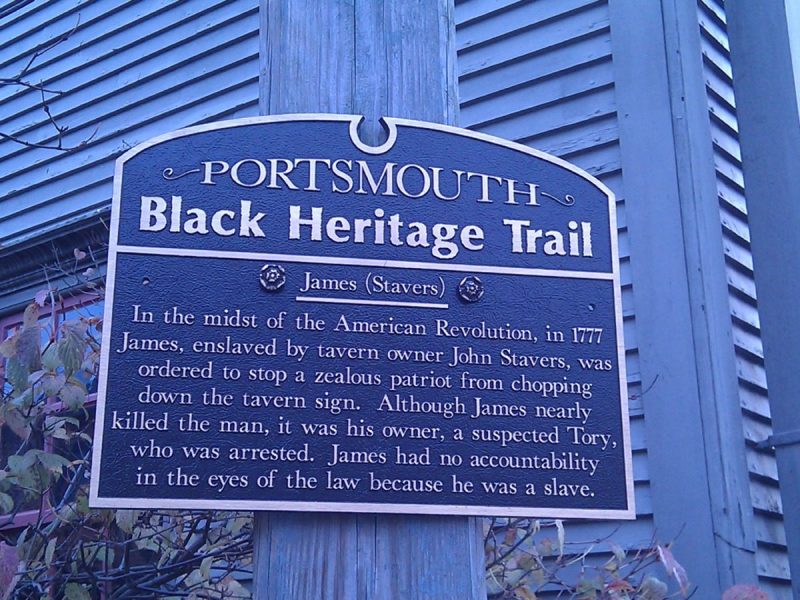 PORTSMOUTH
Black Heritage Trail
James (Stavers)
In the midst of the American Revolution, in 1777
James, enslaved by tavern owner John Stavers, was
ordered to stop a zealous patriot from chopping
down the tavern sign. Although James nearly
killed the man, it was his owner, a suspected Tory,
who was arrested. James had no accountability
in the eyes of the law because he was a slave.